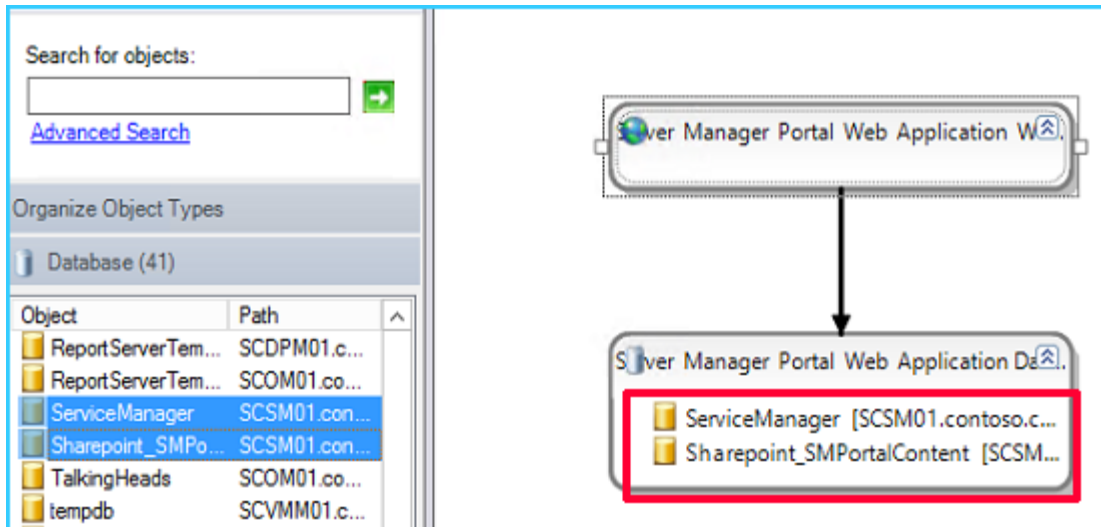 Search for objects:
Advanced Search
Organize Object Types
Database (41)
Object Path
ReportServerTem... SCDPM01.c...
ReportServerTem... SCOM01.co...
ServiceManager SCSM01.con...
Sharepoint_SMPo... SCSM01.con...
TalkingHeads SCOM01.co...
tempdb SCVMM01.c...
Server Manager Portal Web Application W...
Server Manager Portal Web Application Da...
ServiceManager [SCSM01.contoso.c...
Sharepoint_SMPortalContent [SCSM...